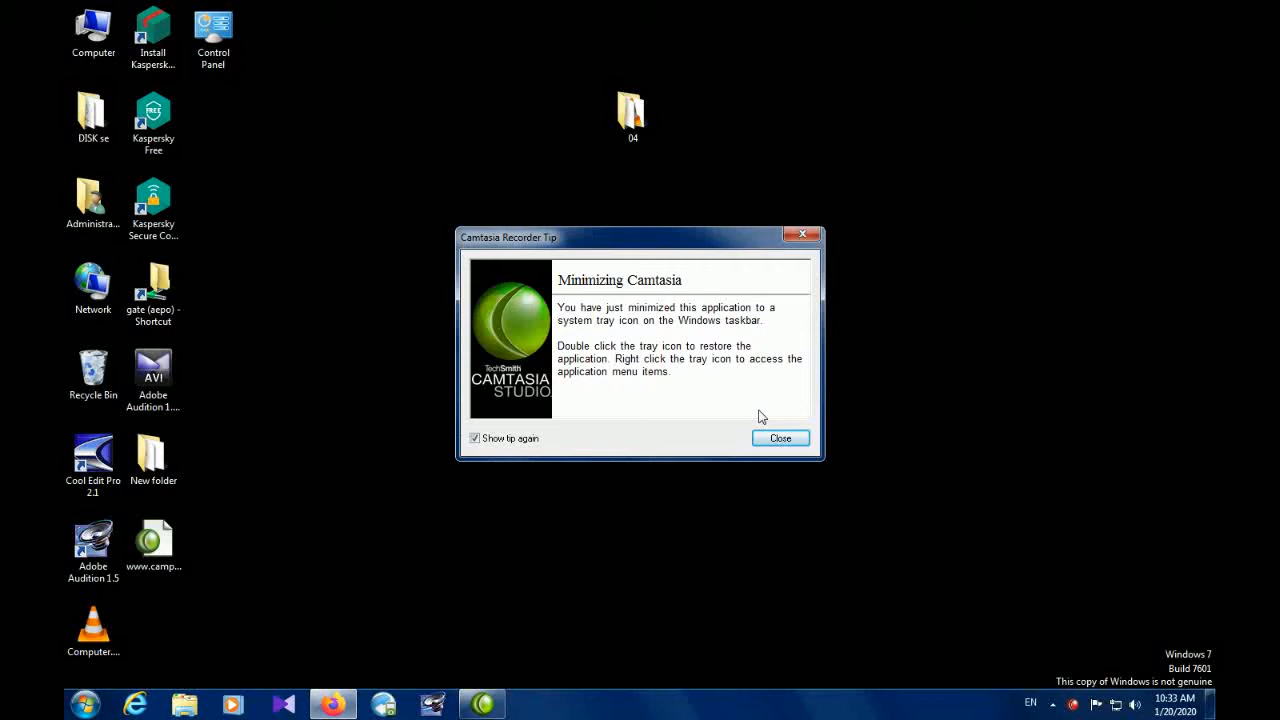 Computer
Install
Kaspersk...
Control
Panel
DISK se
Kaspersky
Free
04
Administra...
Kaspersky
Secure Co...
Network
gate (aepo) -
Shortcut
Recycle Bin
Adobe
Audition 1....
Cool Edit Pro
2.1
New folder
Adobe
Audition 1.5
www.camp...
Computer....
FREE
AVI
Camtasia Recorder Tip
Minimizing Camtasia
You have just minimized this application to a
system tray icon on the Windows taskbar.
Double click the tray icon to restore the
application. Right click the tray icon to access the
application menu items.
TechSmith
CAMTASIA
STUDIO
Show tip again
Close
Windows 7
Build 7601
This copy of Windows is not genuine
EN
10:33 AM
1/20/2020